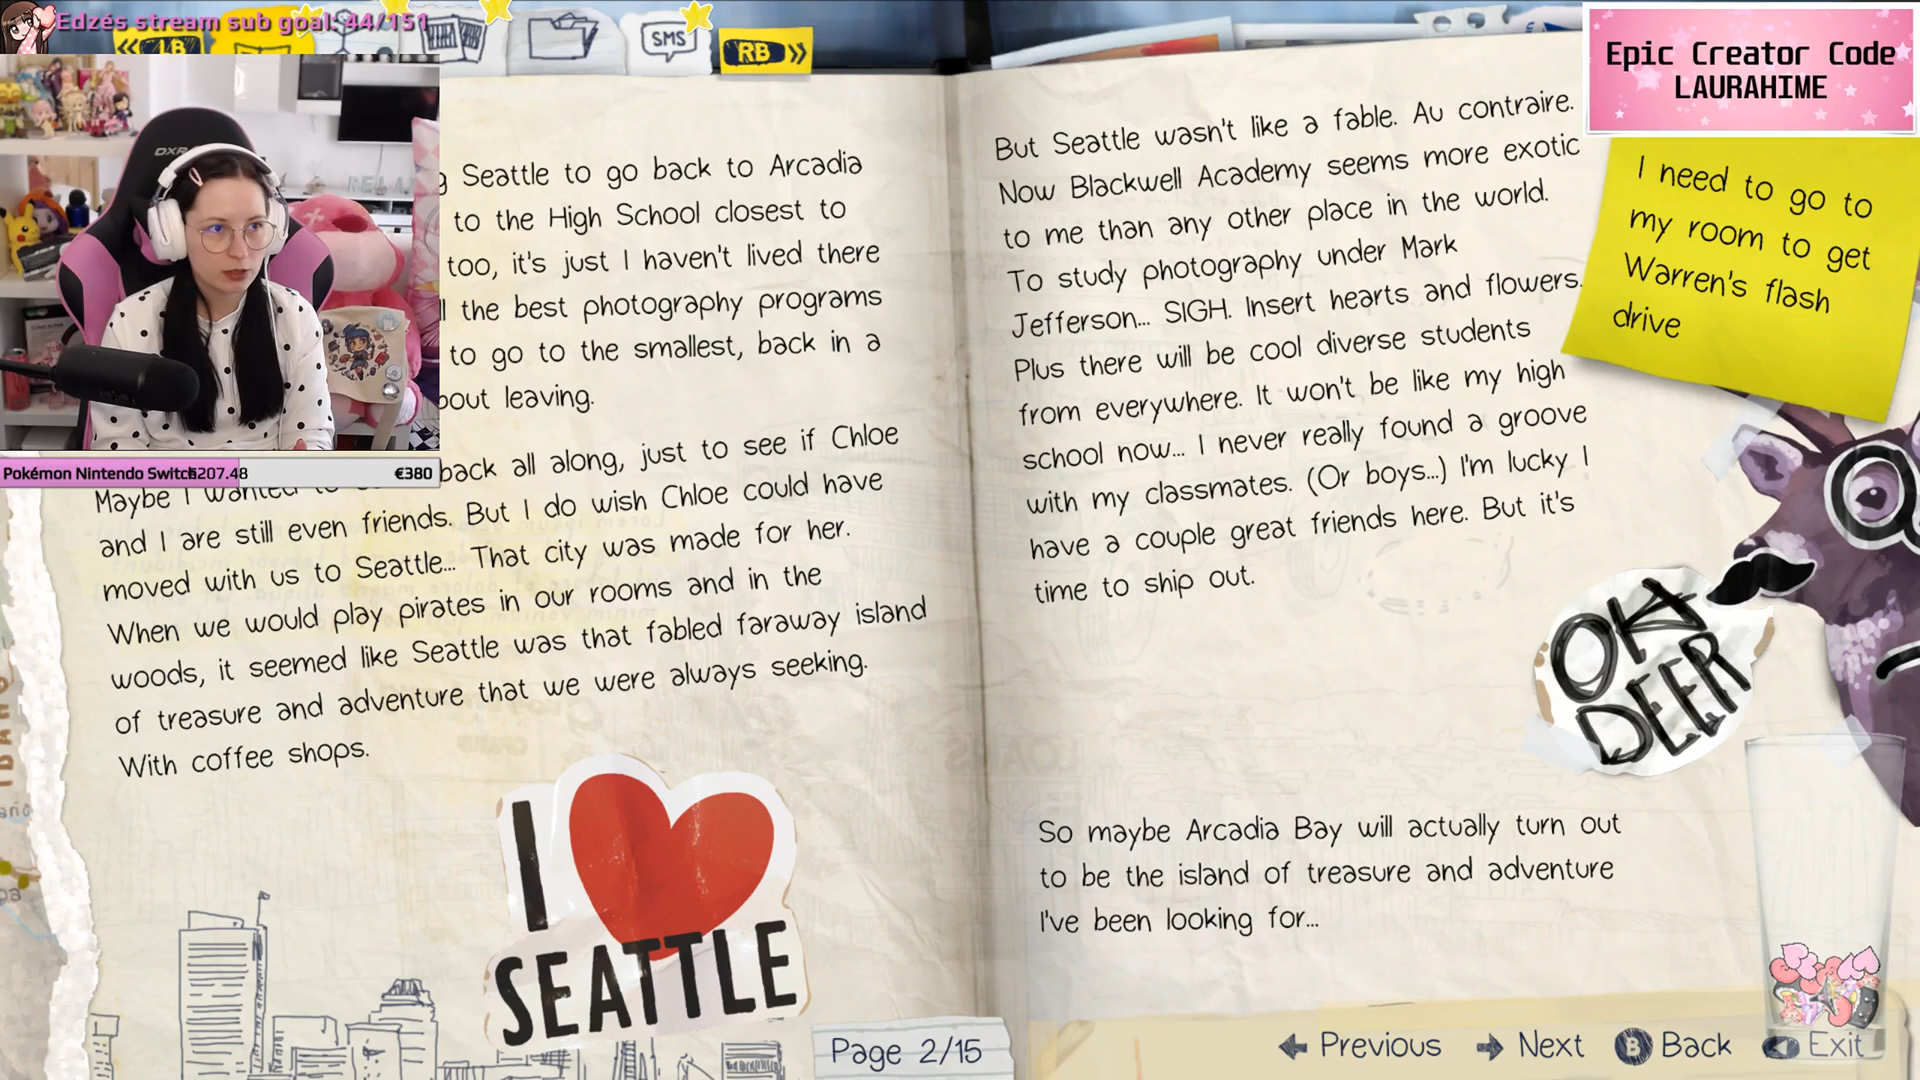 Edzés stream sub goal: 44/151
LB
SMS
RB
Epic Creator Code
LAURAHIME
DXR
RELA
Seattle to go back to Arcadia
to the High School closest to
too, it's just I haven't lived there
the best photography programs
to go to the smallest, back in a
out leaving.
back all along, just to see if Chloe
Pokémon Nintendo Switch
€380
Maybe I wanted to
and I are still even friends. But I do wish Chloe could have
moved with us to Seattle... That city was made for her.
When we would play pirates in our rooms and in the
woods, it seemed like Seattle was that fabled faraway island
of treasure and adventure that we were always seeking.
With coffee shops.
I
SEATTLE
Page 2/15
But Seattle wasn't like a fable. Au contraire.
Now Blackwell Academy seems more exotic
to me than any other place in the world.
To study photography under Mark
Jefferson... SIGH. Insert hearts and flowers.
Plus there will be cool diverse students
from everywhere. It won't be like my high
school now... I never really found a groove
with my classmates. (Or boys...) I'm lucky I
have a couple great friends here. But it's
time to ship out.
So maybe Arcadia Bay will actually turn out
to be the island of treasure and adventure
I've been looking for...
I need to go to
my room to get
Warren's flash
drive
OH
DEER
Previous
Next
B Back
Exit